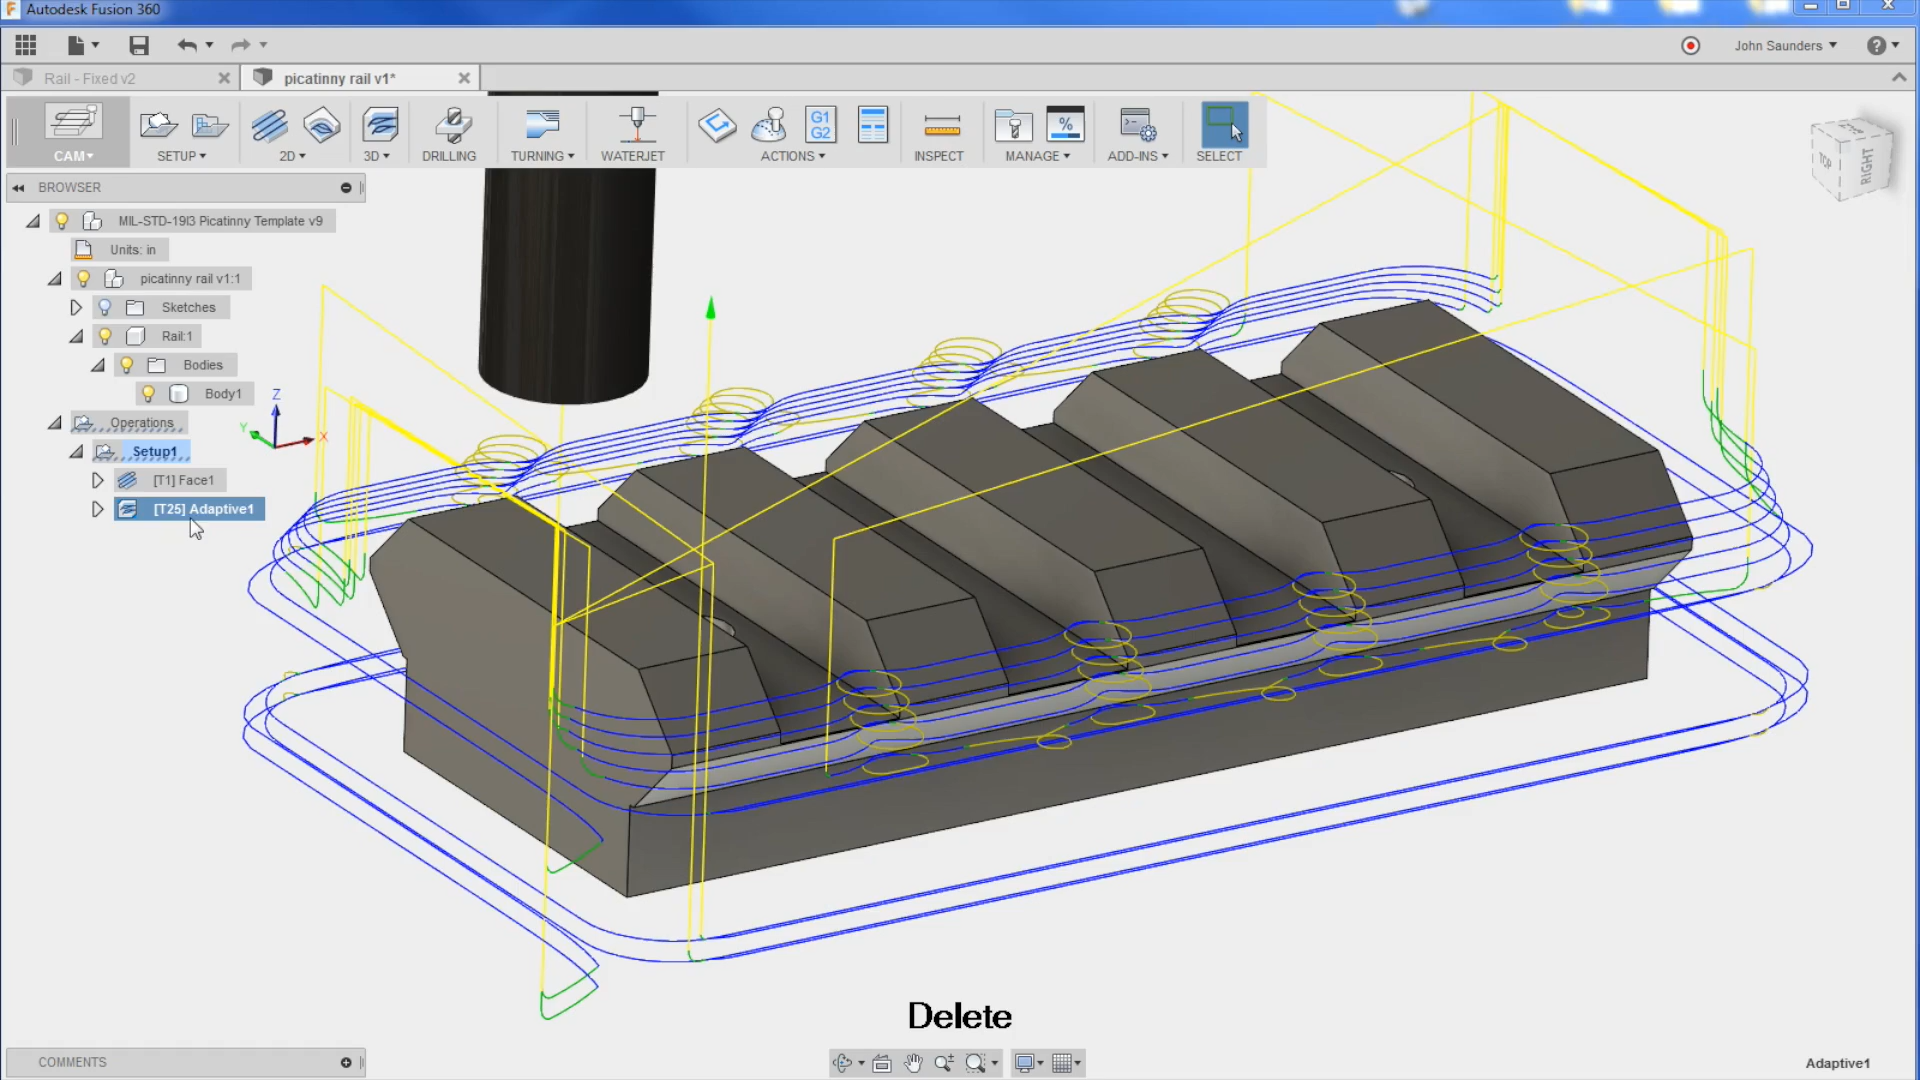 Autodesk Fusion 360
John Saunders
Rail - Fixed v2
picatinny rail v1*
G1
G2
%
CAM
SETUP
2D
3D
DRILLING
TURNING
WATERJET
ACTIONS
INSPECT
MANAGE
ADD-INS
SELECT
TOP
RIGHT
BROWSER
MIL-STD-19I3 Picatinny Template v9
Units: in
picatinny rail v1:1
Sketches
Rail:1
Bodies
Body1
Z
Operations
Y
X
Setup1
[T1] Face1
[T25] Adaptive1
Delete
COMMENTS
Adaptive1